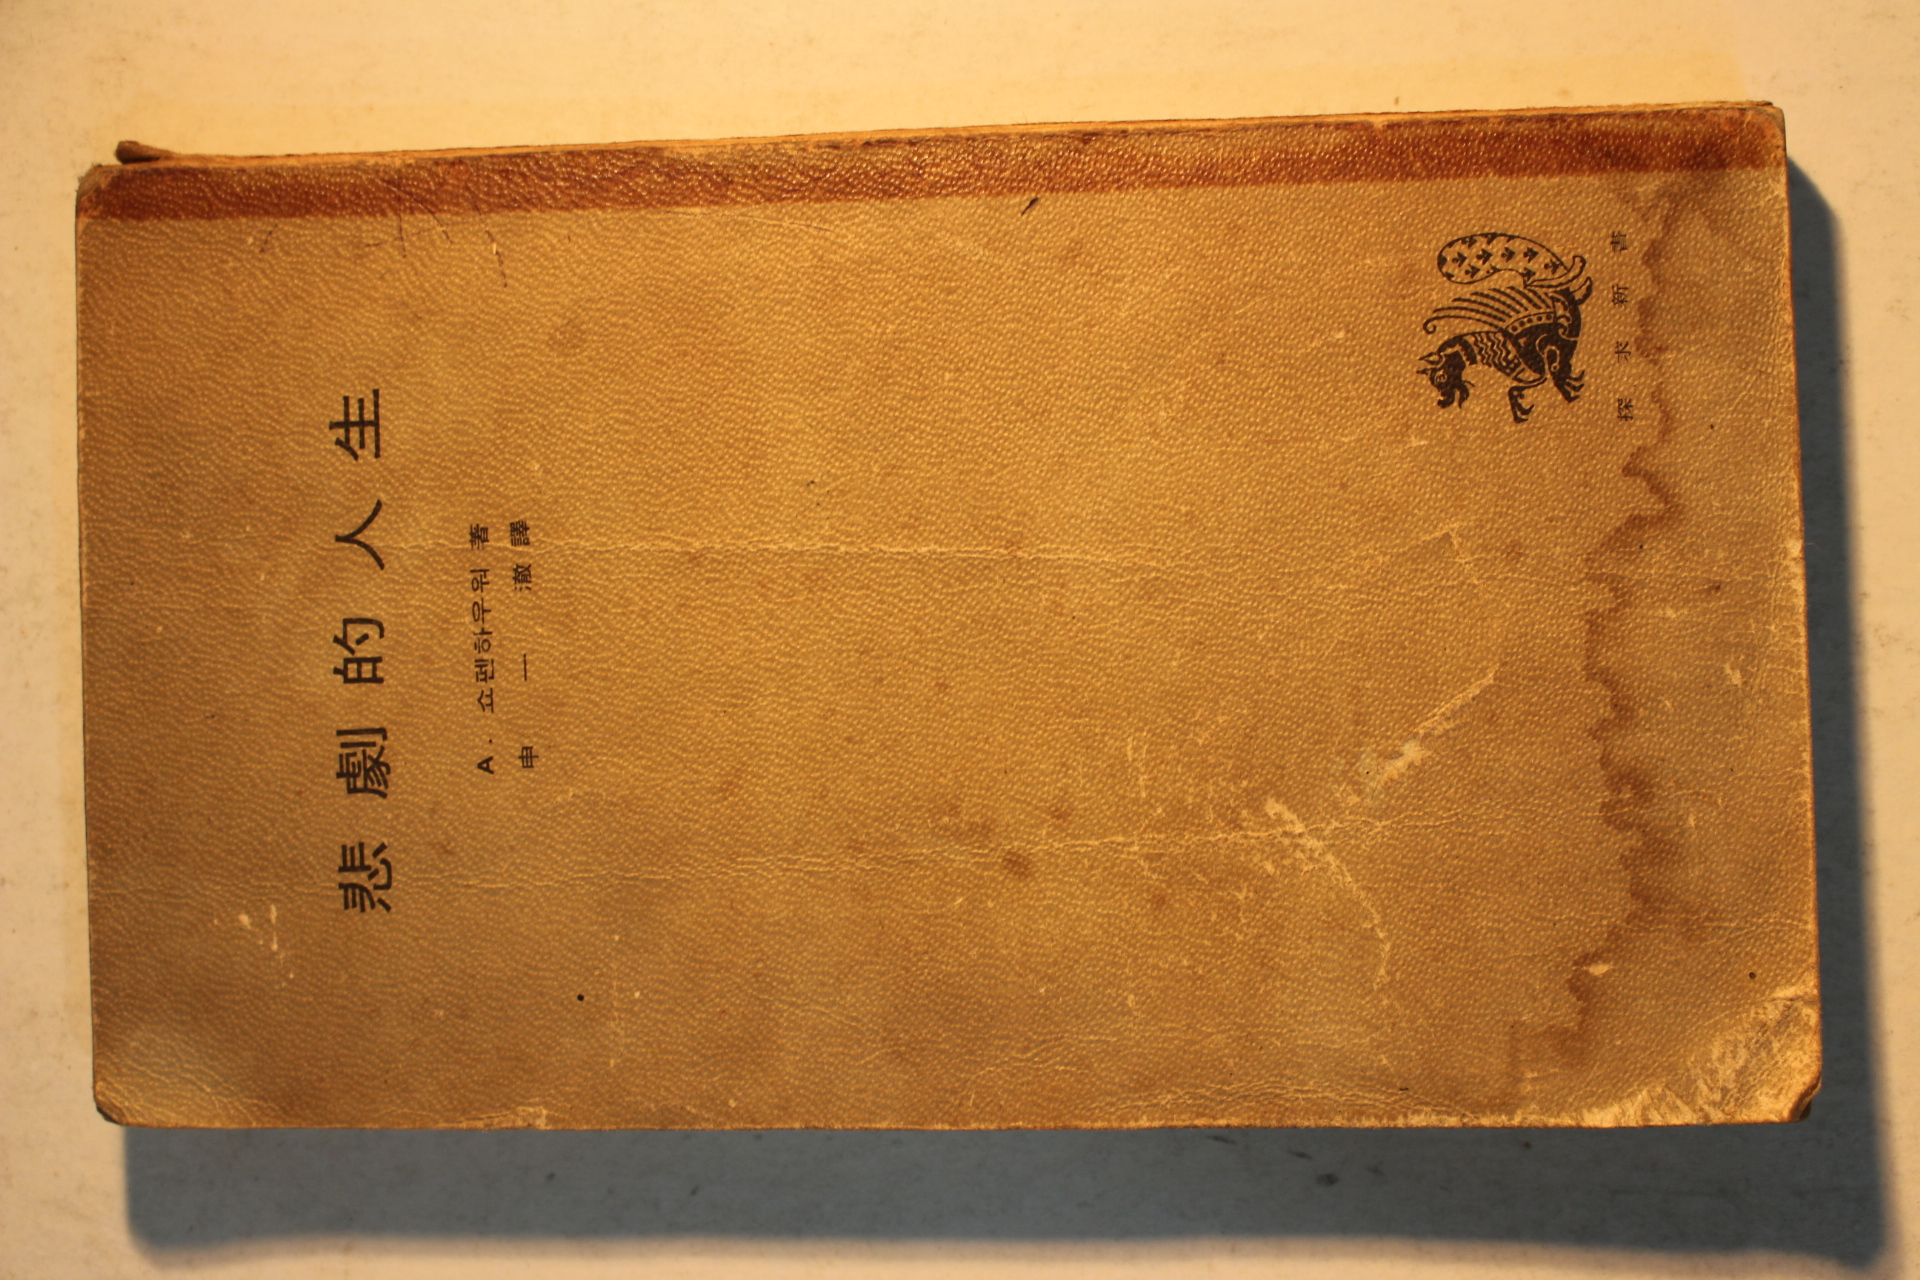 悲劇的人生
A. 쇼펜하우워 著
申一澈 譯
探求新書